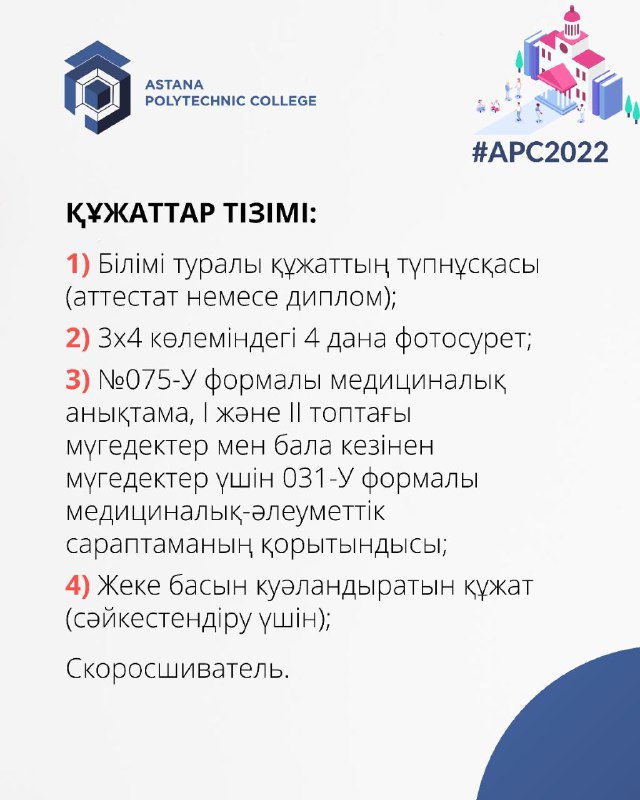 ASTANA
POLYTECHNIC COLLEGE
#APC2022
ҚҰЖАТТАР ТІЗІМІ:
1) Білімі туралы құжаттың түпнұсқасы
(аттестат немесе диплом);
2) 3х4 көлеміндегі 4 дана фотосурет;
3) №075-У формалы медициналық
анықтама, І және ІІ топтағы
мүгедектер мен бала кезінен
мүгедектер үшін 031-У формалы
медициналық-әлеуметтік
сараптаманың қорытындысы;
4) Жеке басын куәландыратын құжат
(сәйкестендіру үшін);
Скоросшиватель.